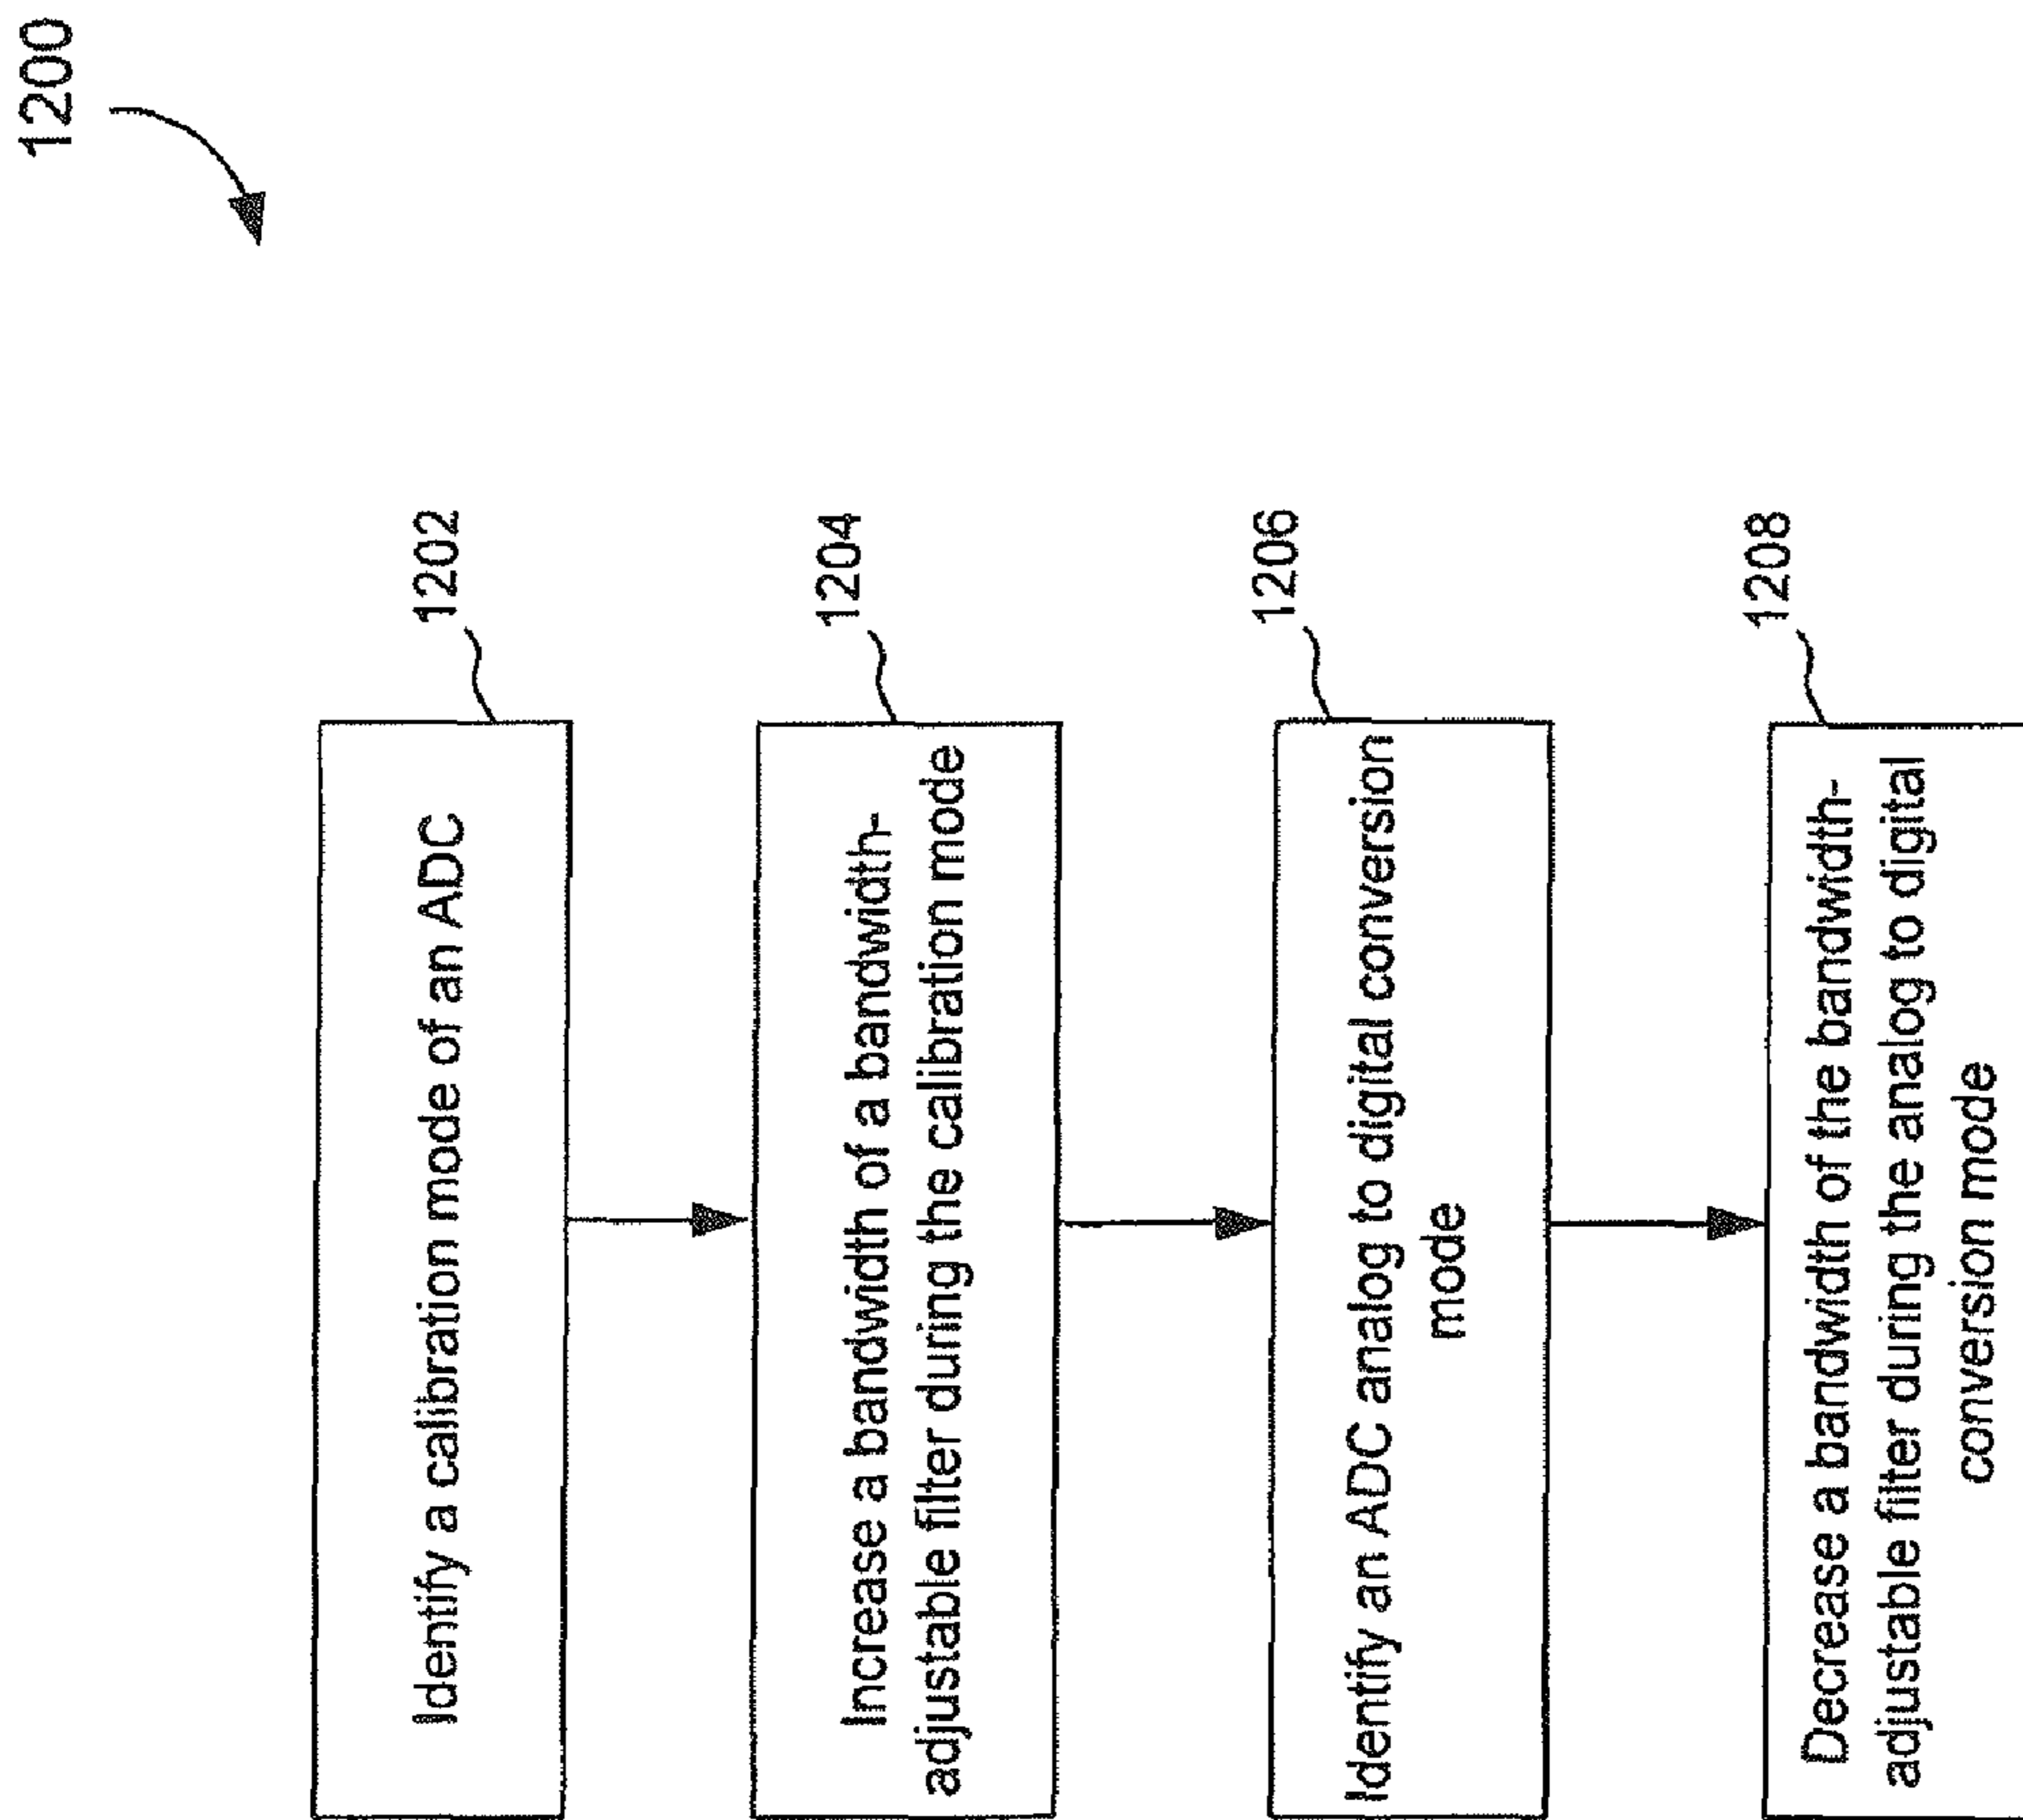 1200
1202
Identify a calibration mode of an ADC
1204
Increase a bandwidth of a bandwidth-
adjustable filter during the calibration mode
1206
Identify an ADC analog to digital conversion
mode
1208
Decrease a bandwidth of the bandwidth-
adjustable filter during the analog to digital
conversion mode